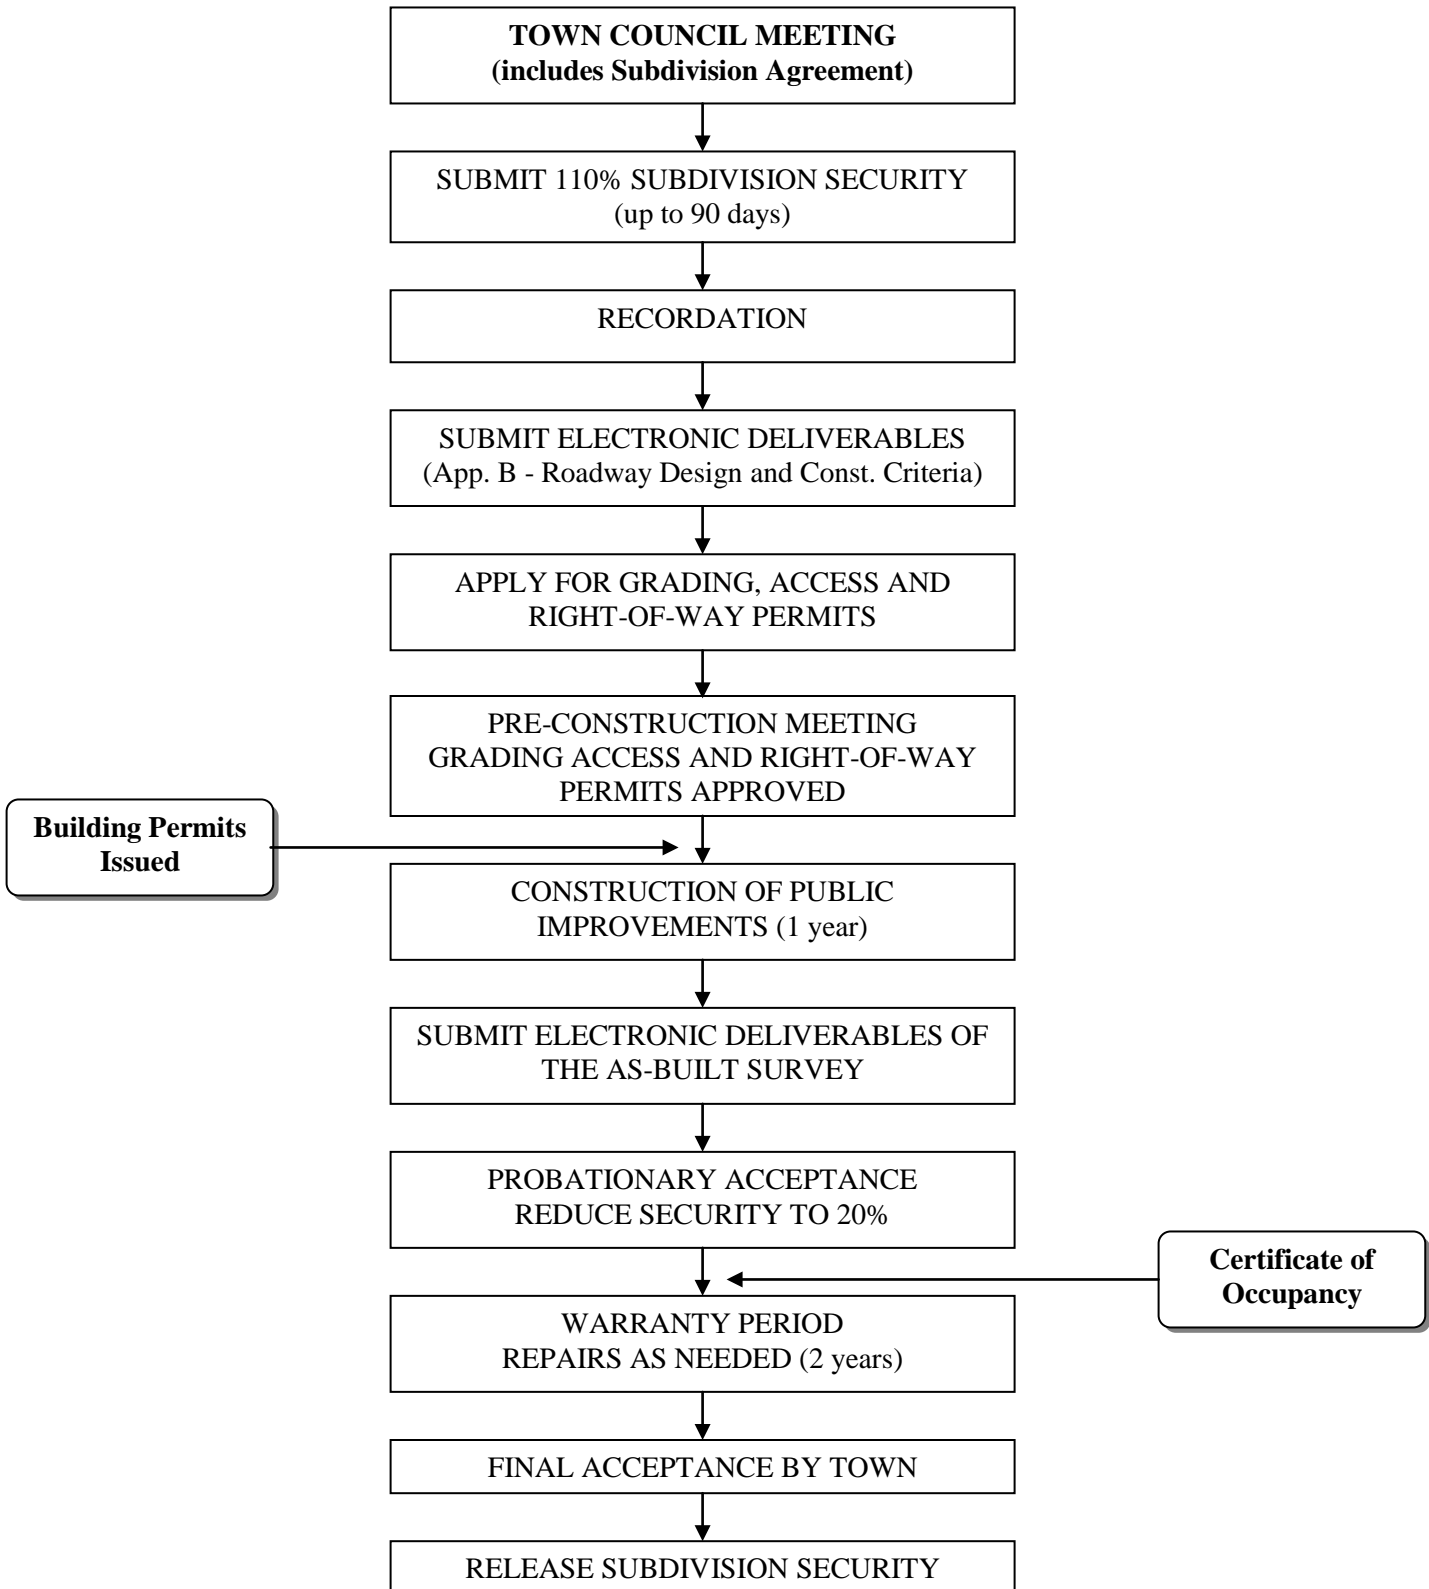 TOWN COUNCIL MEETING
(includes Subdivision Agreement)
SUBMIT 110% SUBDIVISION SECURITY
(up to 90 days)
RECORDATION
SUBMIT ELECTRONIC DELIVERABLES
(App. B - Roadway Design and Const. Criteria)
APPLY FOR GRADING, ACCESS AND
RIGHT-OF-WAY PERMITS
PRE-CONSTRUCTION MEETING
GRADING ACCESS AND RIGHT-OF-WAY
PERMITS APPROVED
Building Permits
Issued
CONSTRUCTION OF PUBLIC
IMPROVEMENTS (1 year)
SUBMIT ELECTRONIC DELIVERABLES OF
THE AS-BUILT SURVEY
PROBATIONARY ACCEPTANCE
REDUCE SECURITY TO 20%
Certificate of
Occupancy
WARRANTY PERIOD
REPAIRS AS NEEDED (2 years)
FINAL ACCEPTANCE BY TOWN
RELEASE SUBDIVISION SECURITY